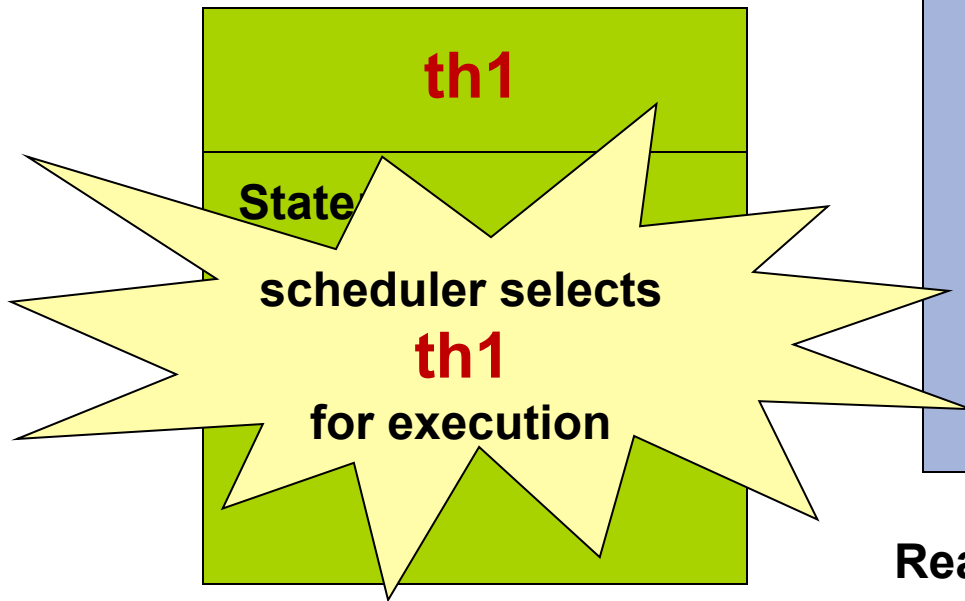 th1
State
scheduler selects
th1
for execution